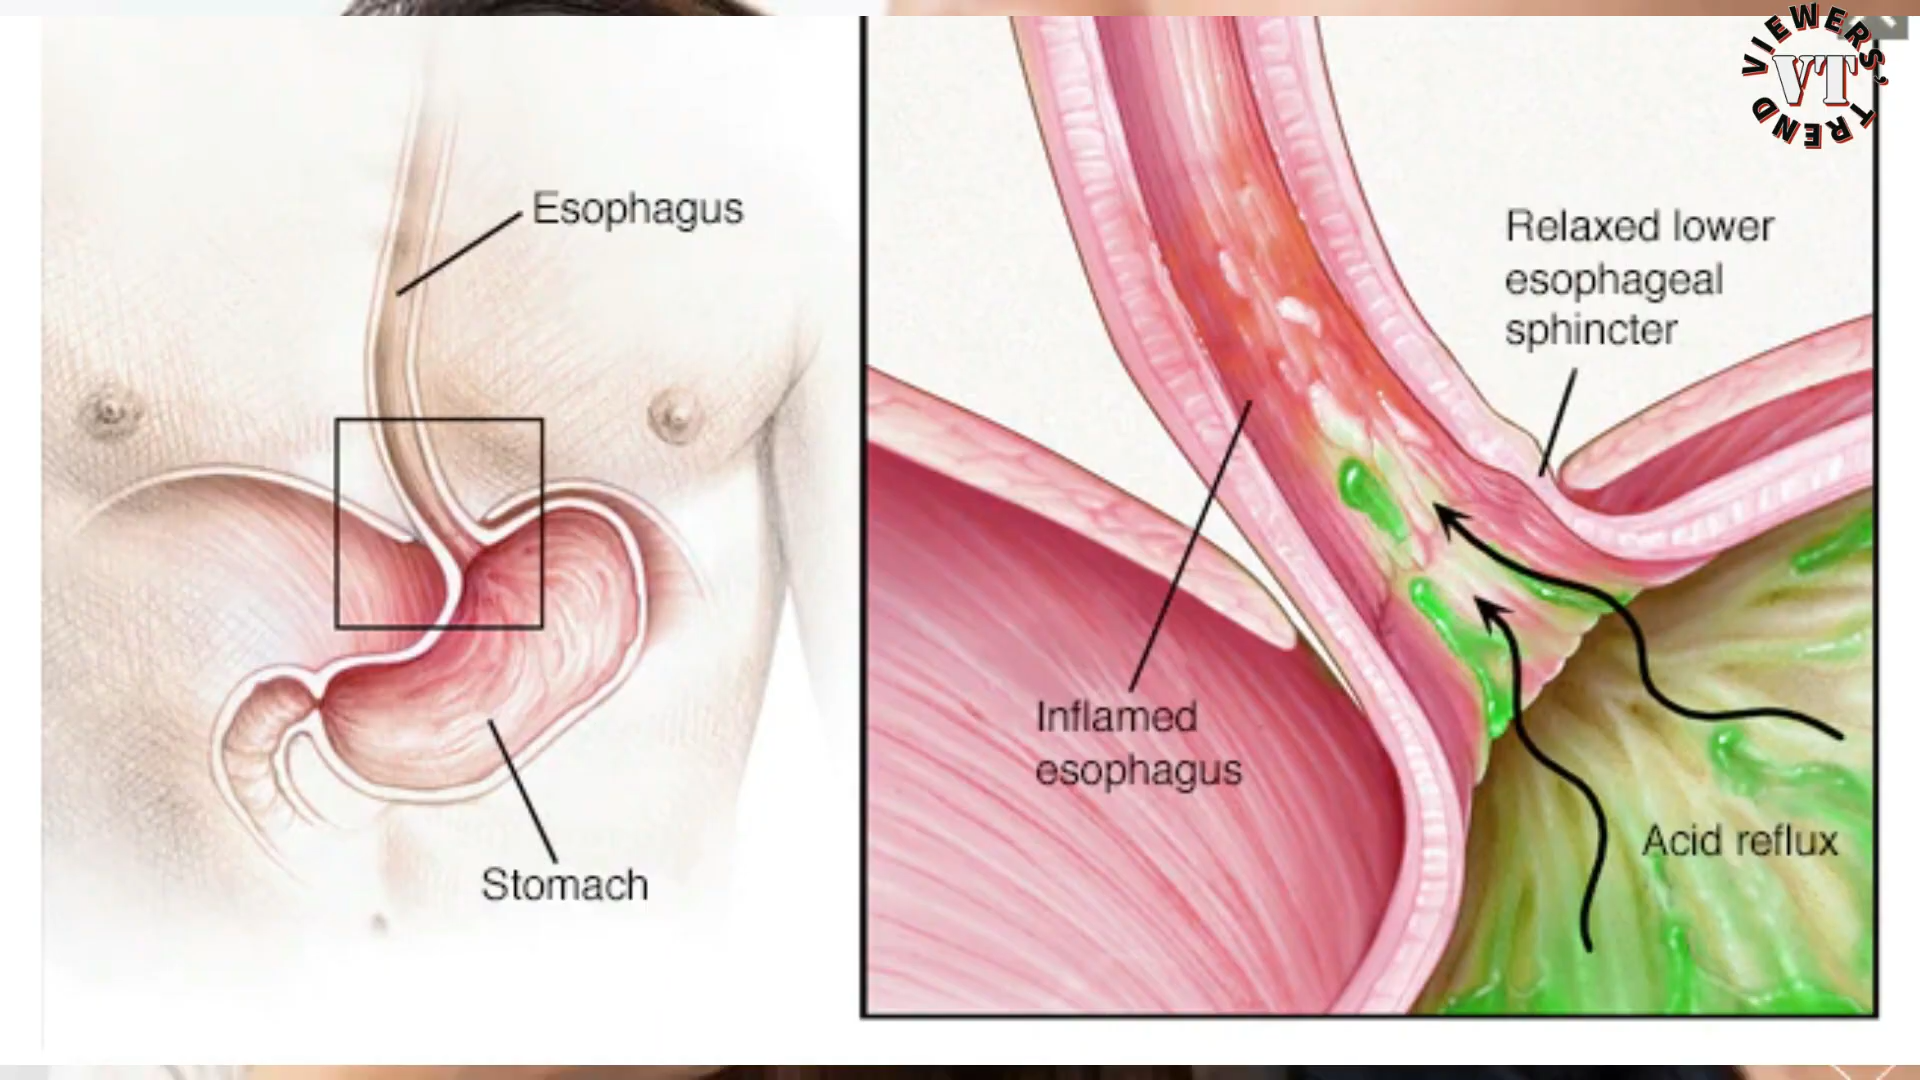 Esophagus
Stomach
Relaxed lower
esophageal
sphincter
Inflamed
esophagus
Acid reflux
VIEWERS'
VT
TREND